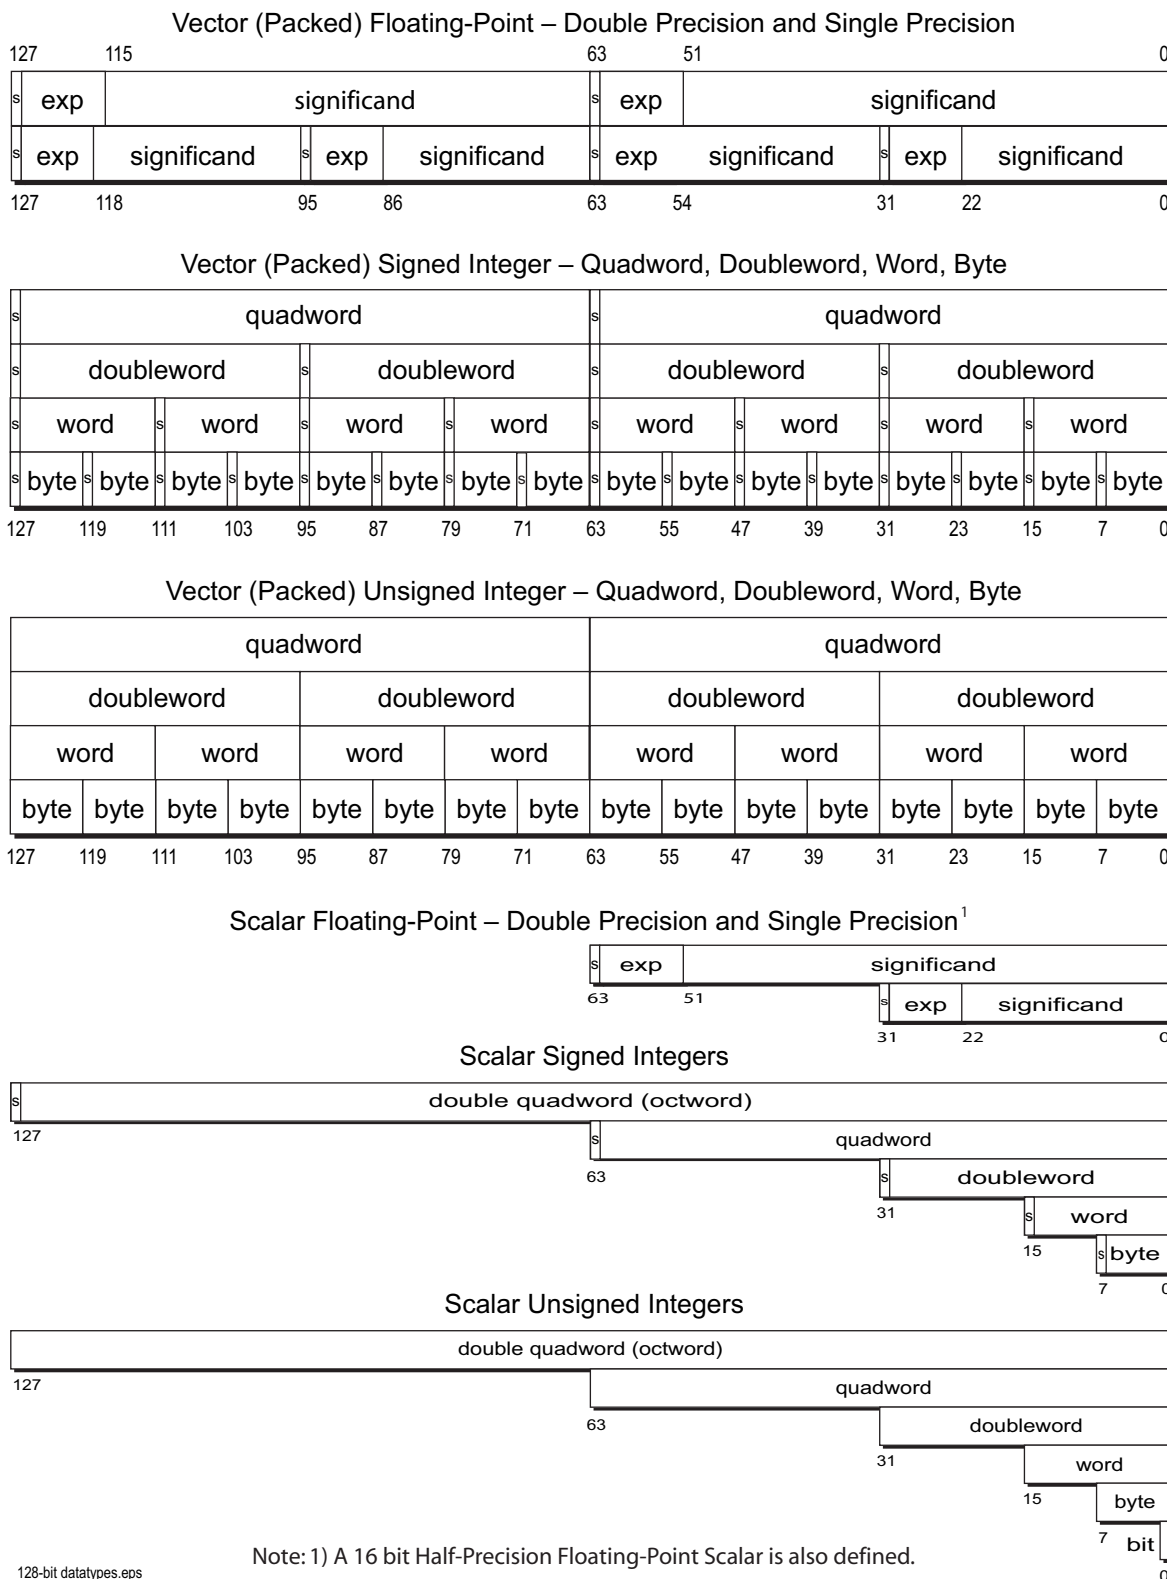 Vector (Packed) Floating-Point – Double Precision and Single Precision
127 115 63 51 0
s exp significand s exp significand
s exp significand s exp significand s exp significand s exp significand
127 118 95 86 63 54 31 22 0
Vector (Packed) Signed Integer – Quadword, Doubleword, Word, Byte
s quadword s quadword
s doubleword s doubleword s doubleword s doubleword
s word s word s word s word s word s word s word s word
s byte s byte s byte s byte s byte s byte s byte s byte s byte s byte s byte s byte s byte s byte s byte s byte
127 119 111 103 95 87 79 71 63 55 47 39 31 23 15 7 0
Vector (Packed) Unsigned Integer – Quadword, Doubleword, Word, Byte
quadword quadword
doubleword doubleword doubleword doubleword
word word word word word word word word
byte byte byte byte byte byte byte byte byte byte byte byte byte byte byte byte
127 119 111 103 95 87 79 71 63 55 47 39 31 23 15 7 0
Scalar Floating-Point – Double Precision and Single Precision1
s exp significand
63 51
s exp significand
31 22 0
Scalar Signed Integers
s double quadword (octword)
127
s quadword
63
s doubleword
31
s word
15
s byte
7 0
Scalar Unsigned Integers
double quadword (octword)
127
quadword
63
doubleword
31
word
15
byte
7
bit
0
Note: 1) A 16 bit Half-Precision Floating-Point Scalar is also defined.
128-bit datatypes.eps